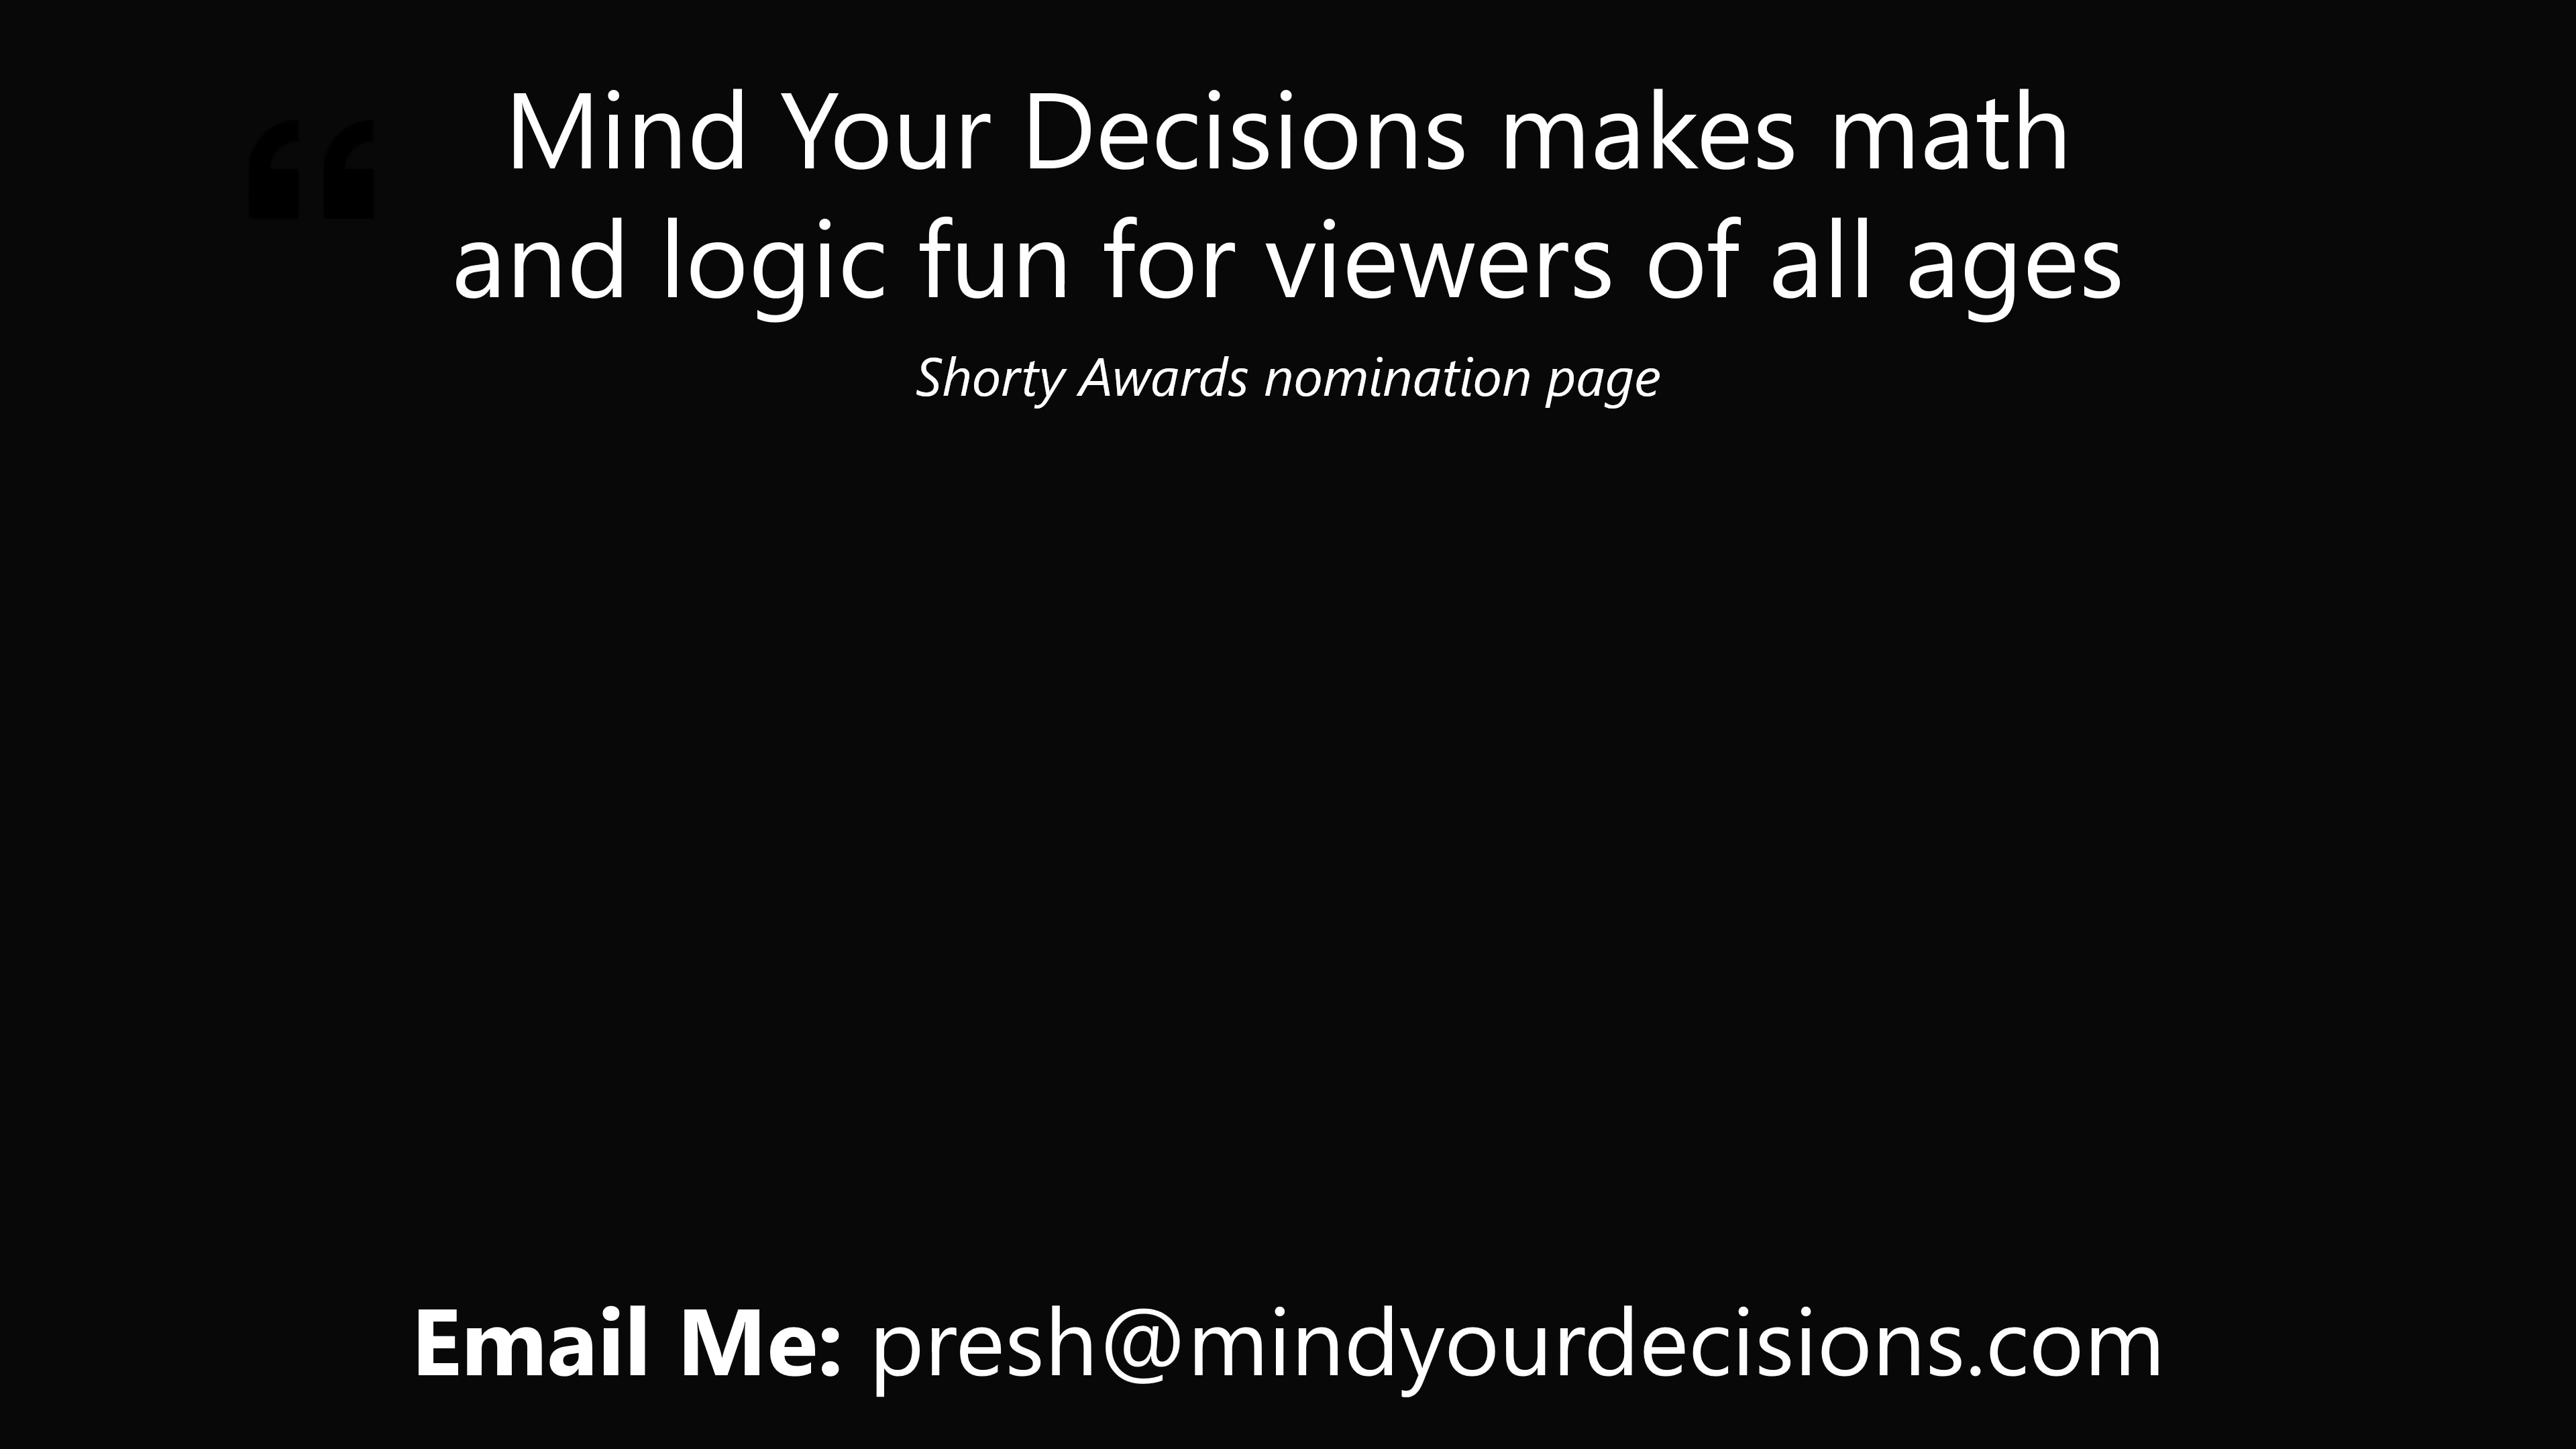 “
Mind Your Decisions makes math
and logic fun for viewers of all ages
Shorty Awards nomination page
Email Me: presh@mindyourdecisions.com